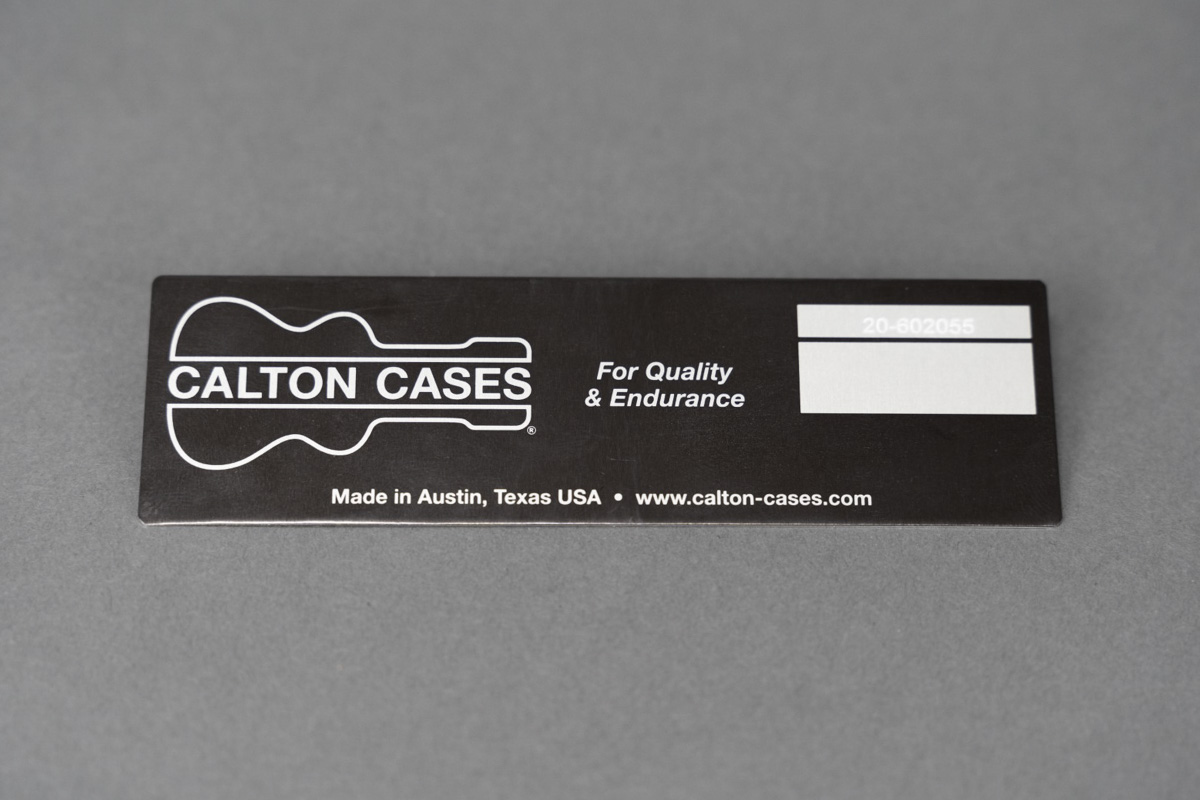 CALTON CASES
®
For Quality
& Endurance
20-602055
Made in Austin, Texas USA • www.calton-cases.com